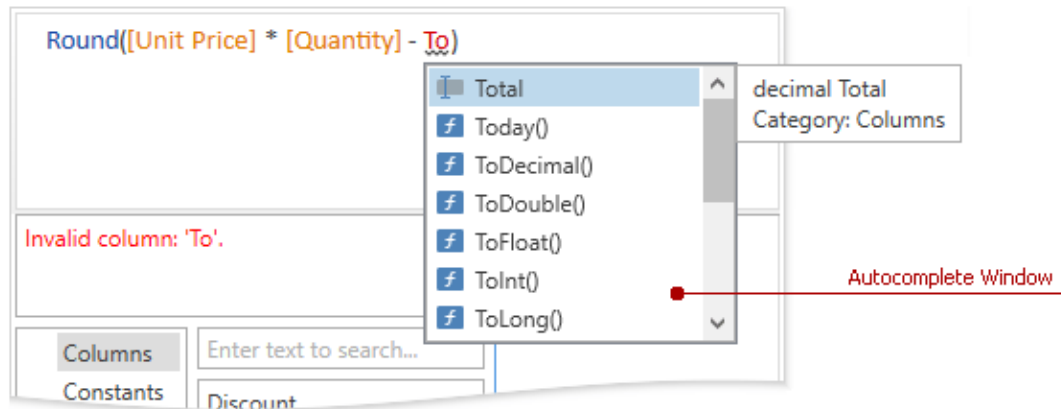 Round([Unit Price] * [Quantity] - To)
Total
Today()
ToDecimal()
ToDouble()
ToFloat()
ToInt()
ToLong()
decimal Total
Category: Columns
Invalid column: 'To'.
Autocomplete Window
Columns
Constants
Enter text to search...
Discount